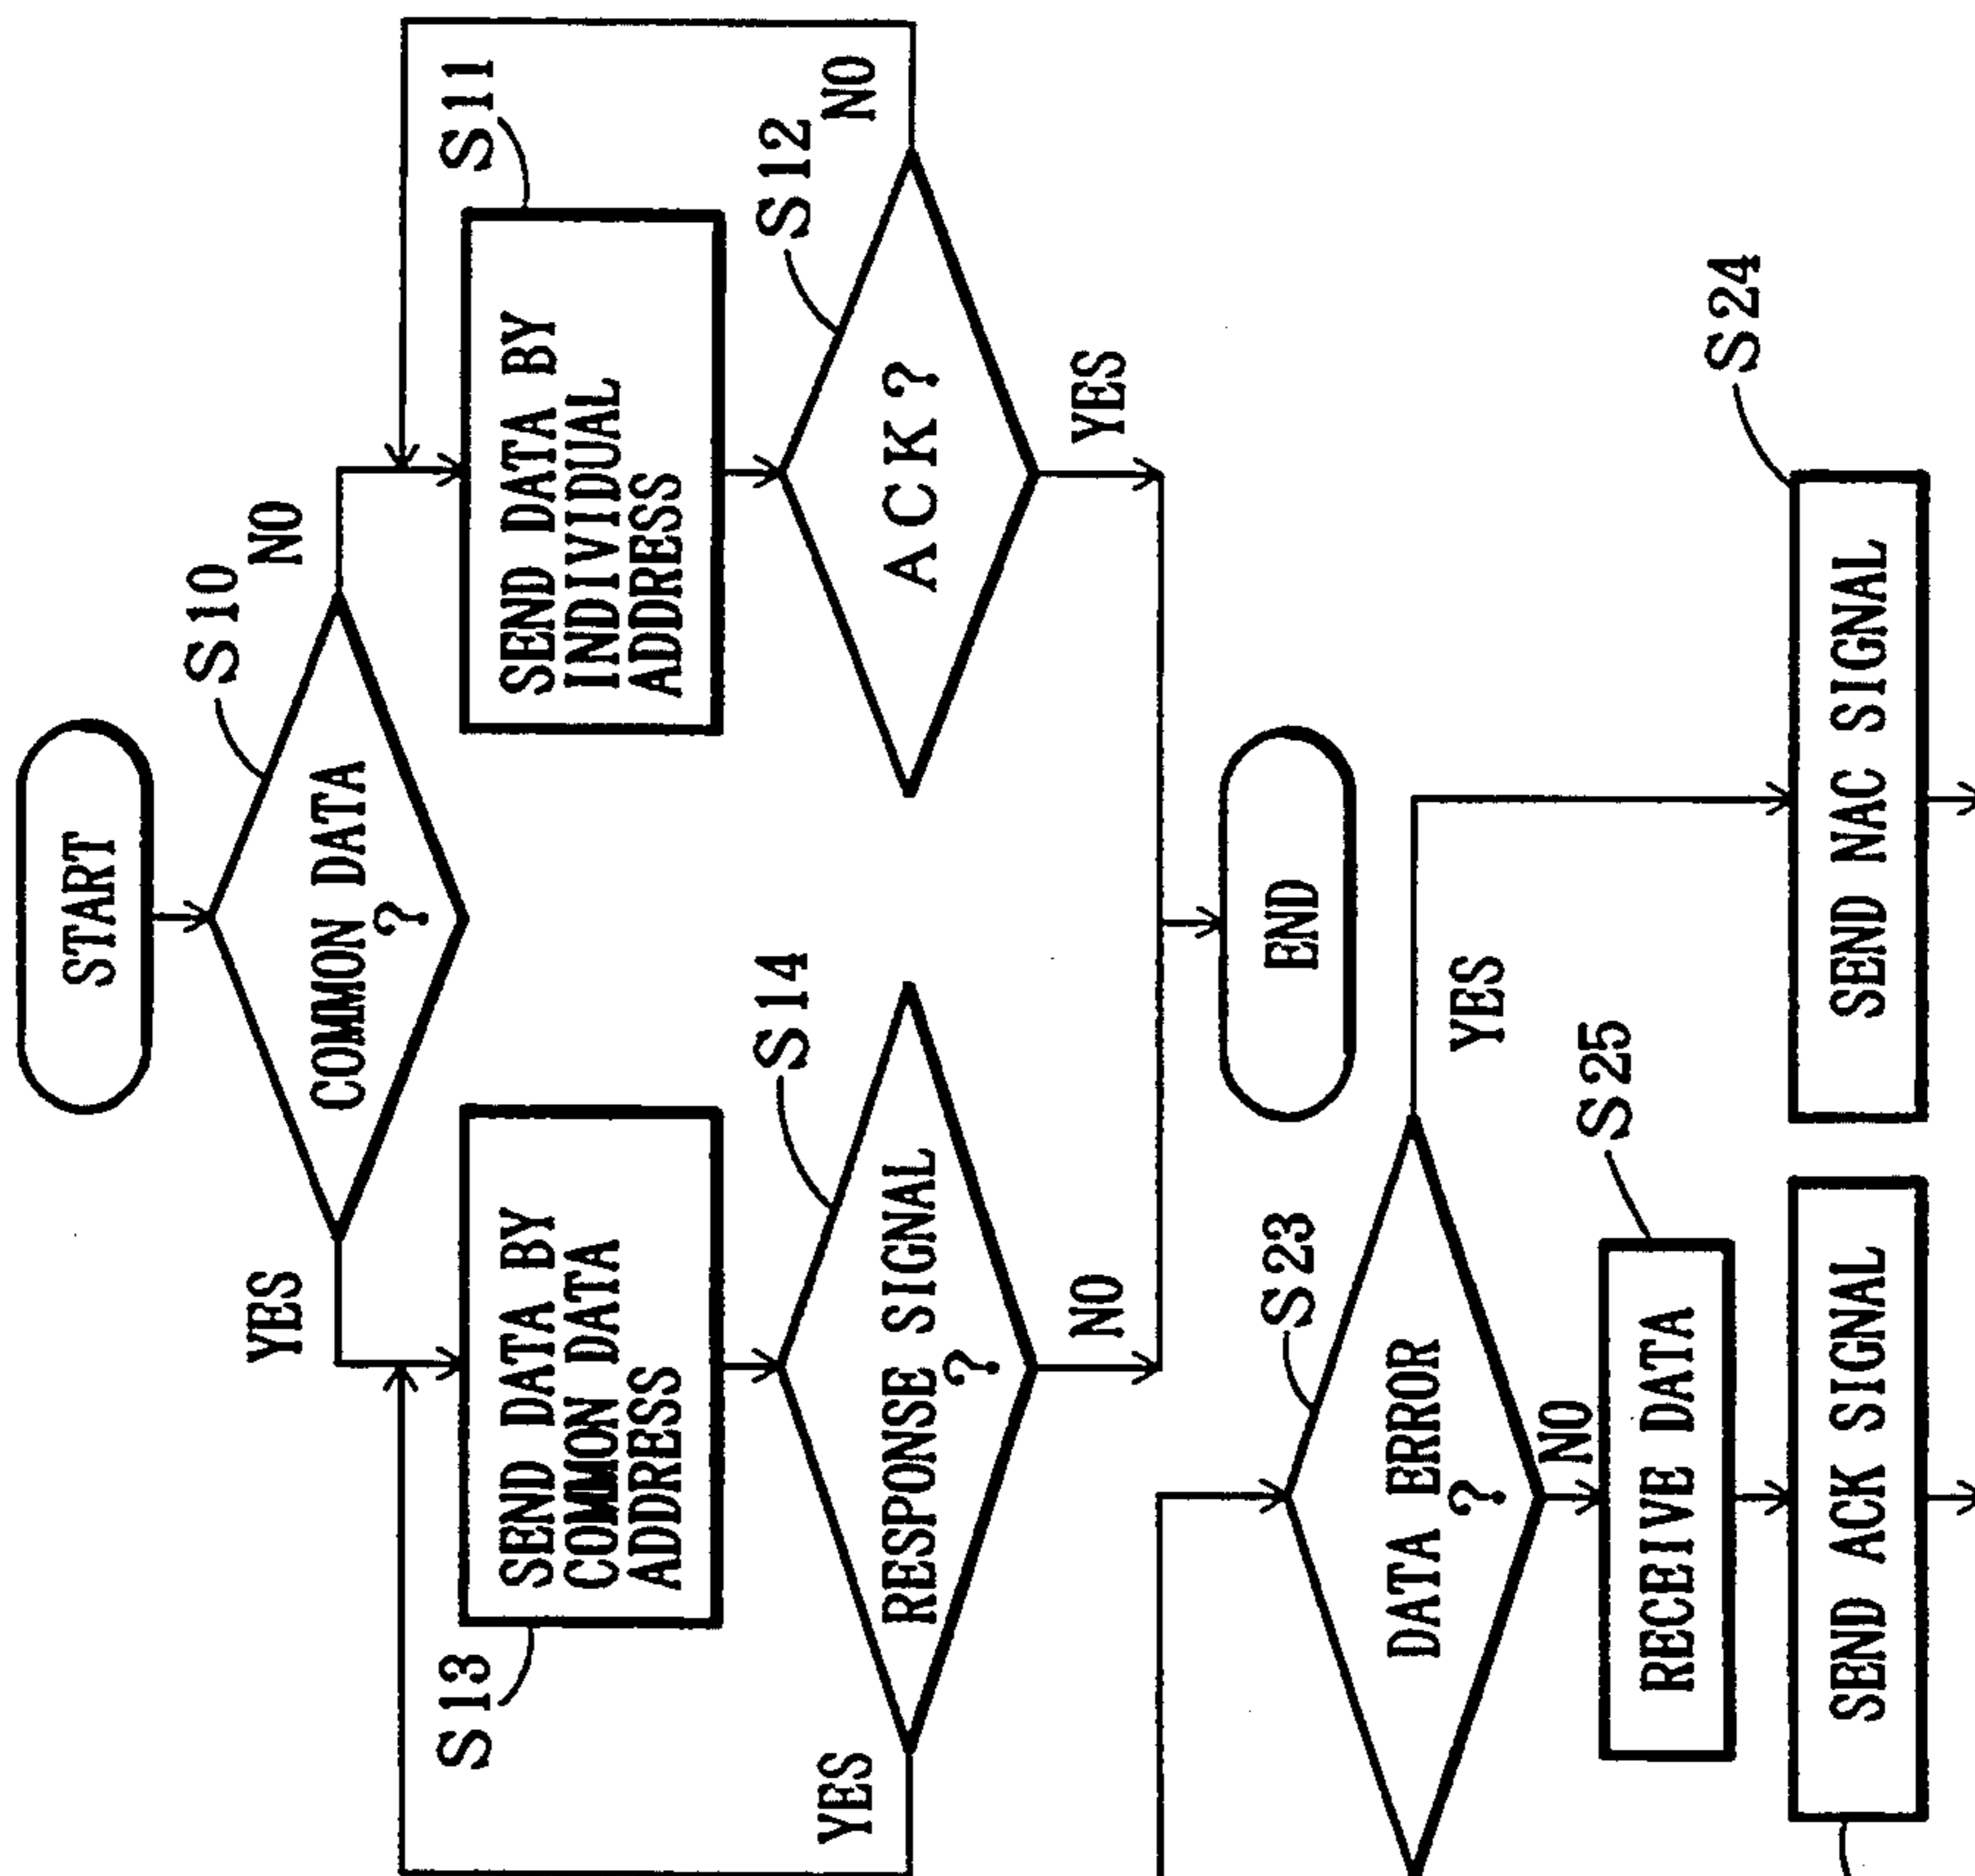 START
S10
COMMON DATA
?
NO
YES
S11
SEND DATA BY
INDIVIDUAL
ADDRESS
S12
NO
ACK?
YES
S13
SEND DATA BY
COMMON DATA
ADDRESS
S14
RESPONSE SIGNAL
?
YES
NO
END
S23
DATA ERROR
?
YES
NO
S25
RECEIVE DATA
S24
SEND NAC SIGNAL
SEND ACK SIGNAL